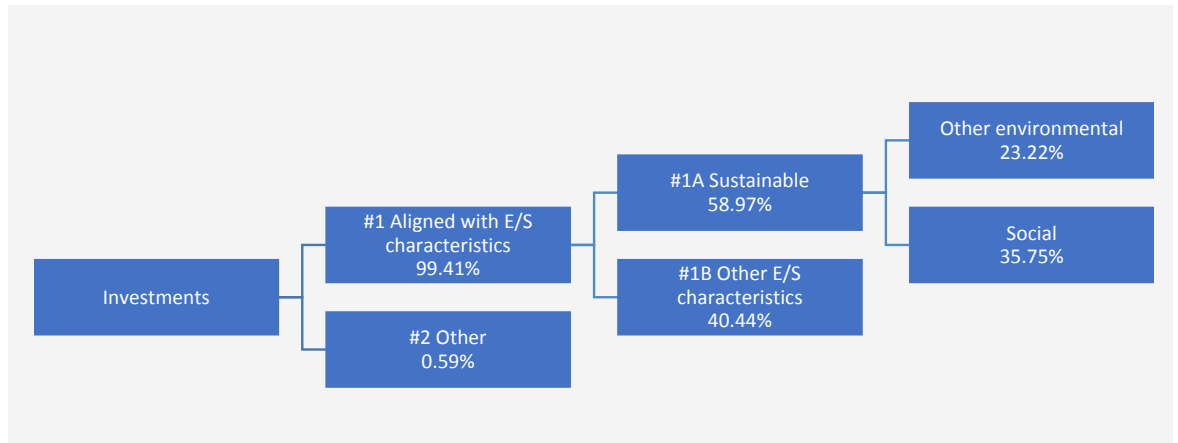 Investments
#1 Aligned with E/S
characteristics
99.41%
#2 Other
0.59%
#1A Sustainable
58.97%
#1B Other E/S
characteristics
40.44%
Other environmental
23.22%
Social
35.75%